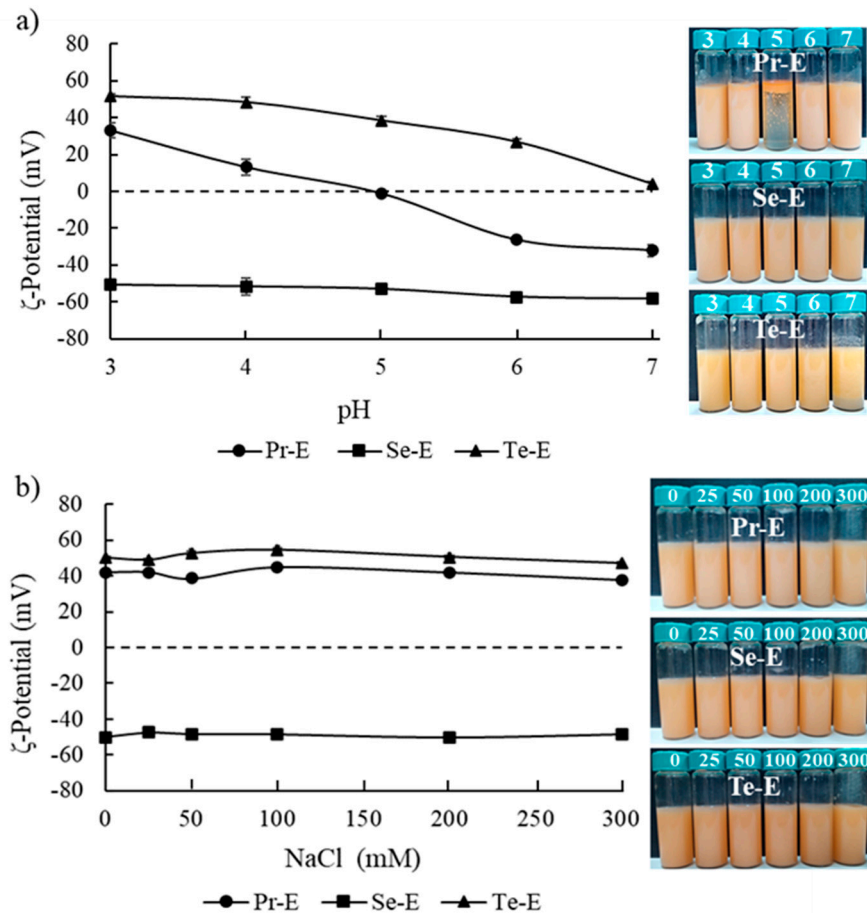 a)
80
60
40
20
0
-20
-40
-60
-80
ζ-Potential (mV)
3 4 5 6 7
pH
Pr-E Se-E Te-E
3 4 5 6 7
Pr-E
3 4 5 6 7
Se-E
3 4 5 6 7
Te-E
b)
80
60
40
20
0
-20
-40
-60
-80
ζ-Potential (mV)
0 50 100 150 200 250 300
NaCl (mM)
Pr-E Se-E Te-E
0 25 50 100 200 300
Pr-E
0 25 50 100 200 300
Se-E
0 25 50 100 200 300
Te-E